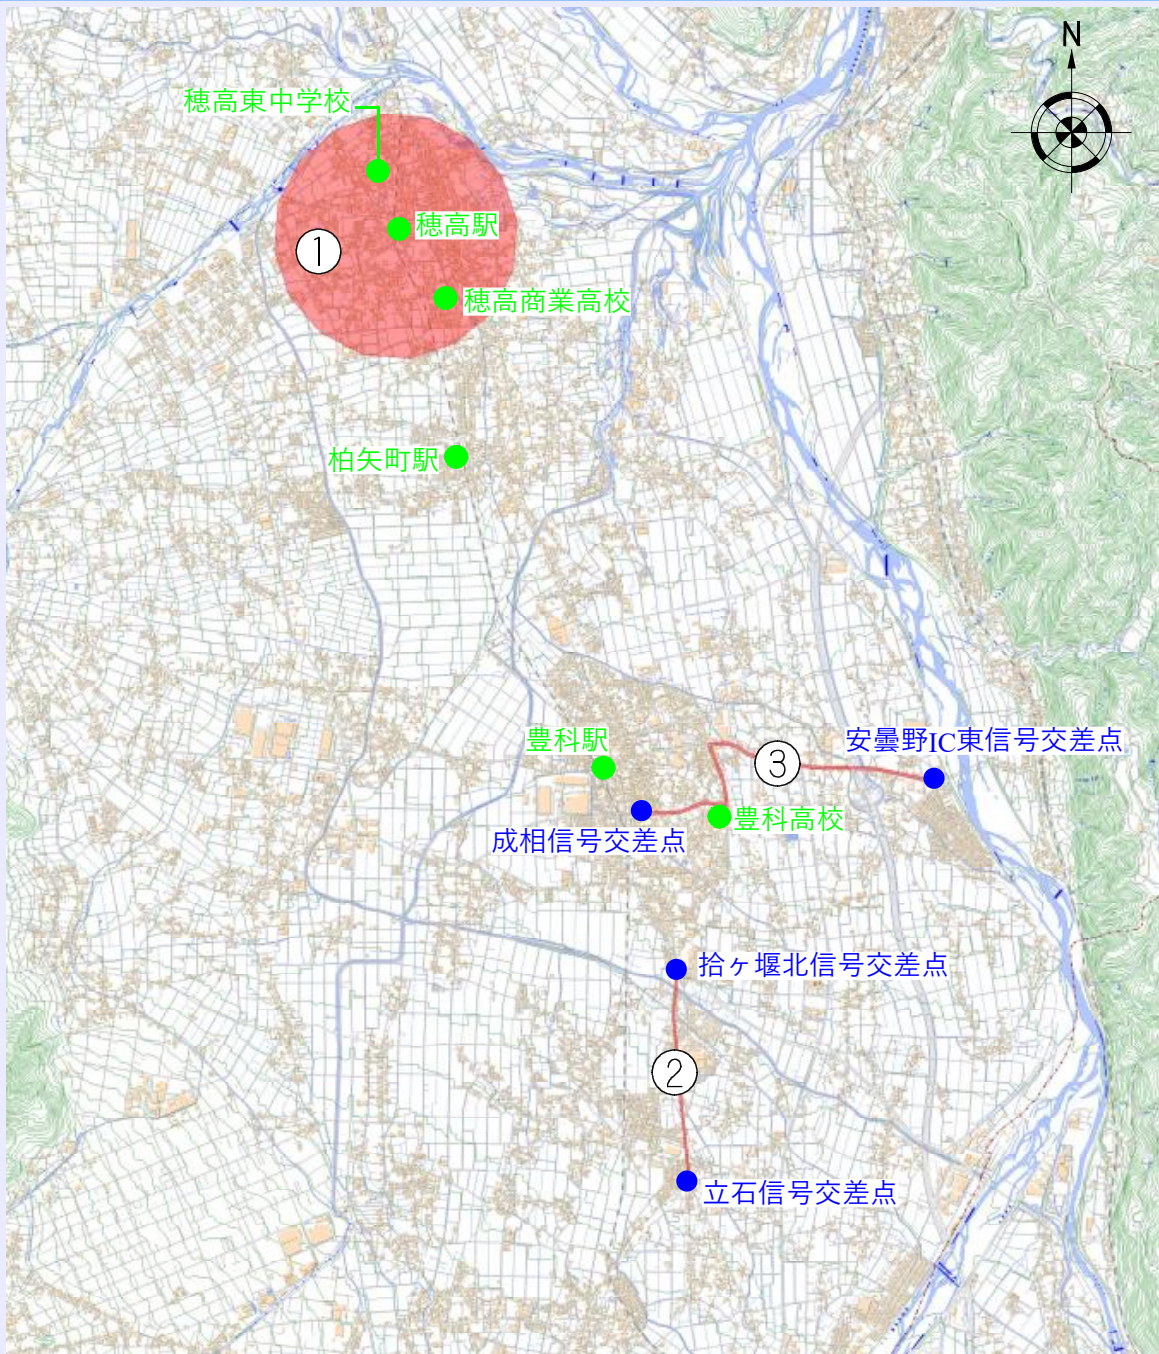 N
穂高東中学校
穂高駅
①
穂高商業高校
柏矢町駅
豊科駅
安曇野IC東信号交差点
③
成相信号交差点
豊科高校
拾ヶ堰北信号交差点
②
立石信号交差点